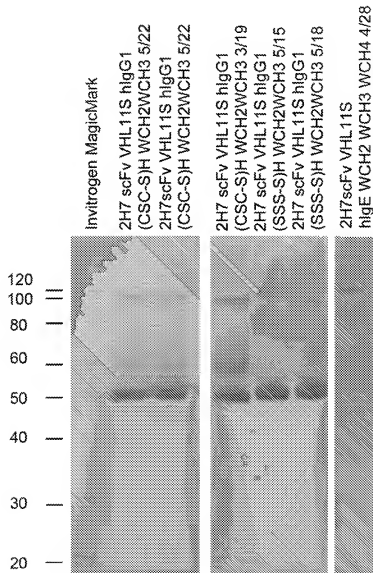 Invitrogen MagicMark
2H7 scFv VHL11S hIgG1
(CSC-S)H WCH2WCH3 5/22
2H7scFv VHL11S hIgG1
(CSC-S)H WCH2WCH3 5/22
2H7 scFv VHL11S hIgG1
(CSC-S)H WCH2WCH3 3/19
2H7 scFv VHL11S hIgG1
(SSS-S)H WCH2WCH3 5/15
2H7 scFv VHL11S hIgG1
(SSS-S)H WCH2WCH3 5/18
2H7scFv VHL11S
hIgE WCH2 WCH3 WCH4 4/28
120
100
80
60
50
40
30
20